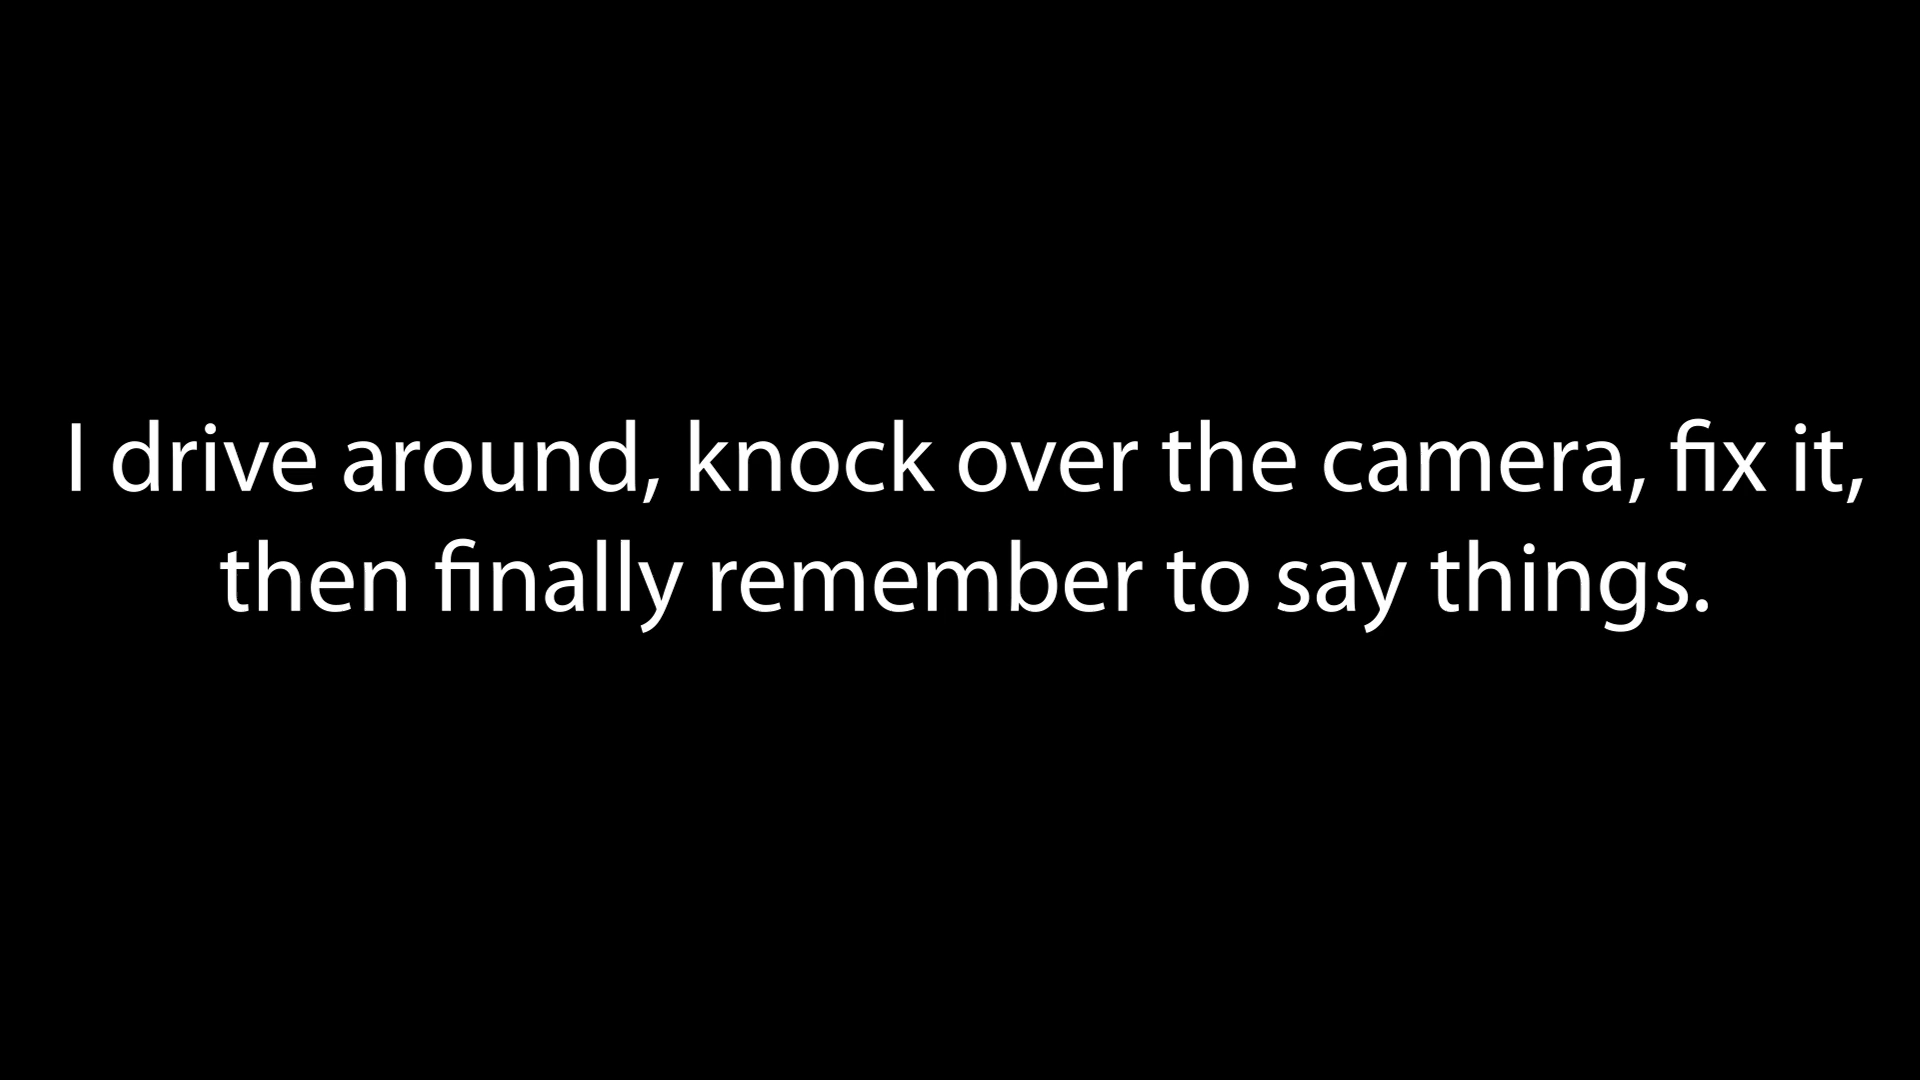 I drive around, knock over the camera, fix it,
then finally remember to say things.